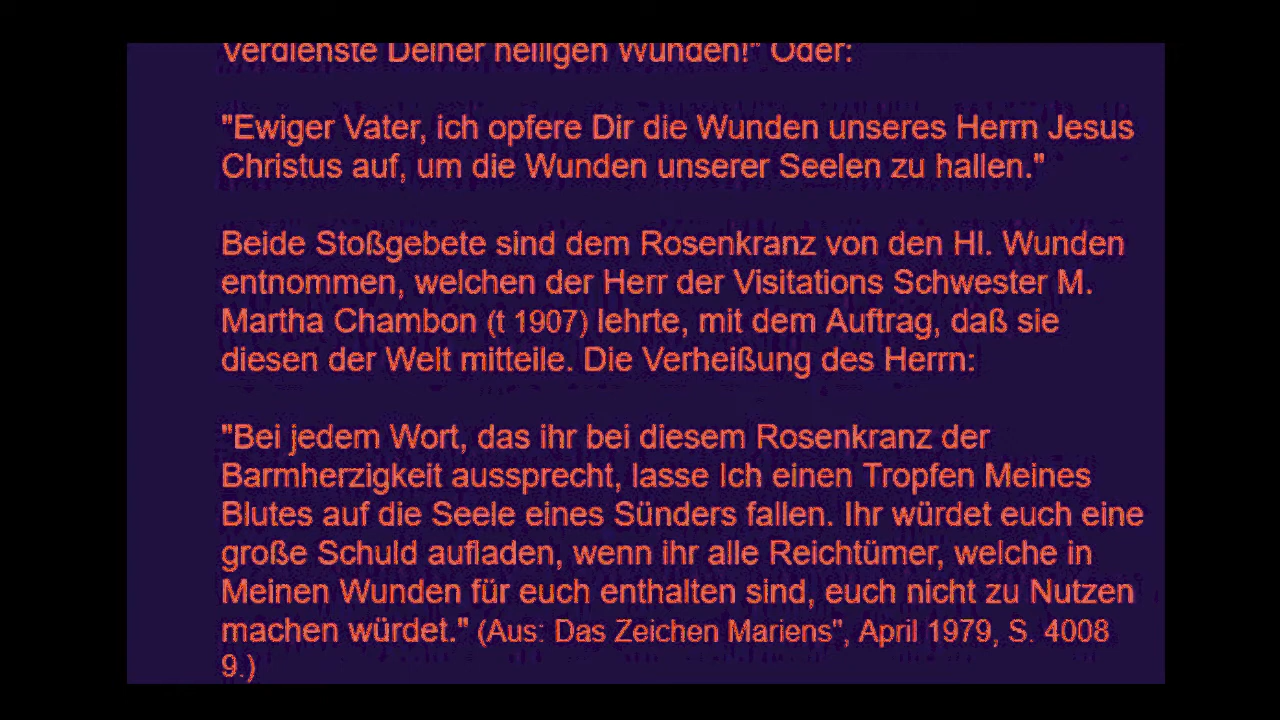 Verdienste Deiner heiligen Wunden!" Oder:
"Ewiger Vater, ich opfere Dir die Wunden unseres Herrn Jesus
Christus auf, um die Wunden unserer Seelen zu hallen."
Beide Stoßgebete sind dem Rosenkranz von den Hl. Wunden
entnommen, welchen der Herr der Visitations Schwester M.
Martha Chambon (t 1907) lehrte, mit dem Auftrag, daß sie
diesen der Welt mitteile. Die Verheißung des Herrn:
"Bei jedem Wort, das ihr bei diesem Rosenkranz der
Barmherzigkeit aussprecht, lasse Ich einen Tropfen Meines
Blutes auf die Seele eines Sünders fallen. Ihr würdet euch eine
große Schuld aufladen, wenn ihr alle Reichtümer, welche in
Meinen Wunden für euch enthalten sind, euch nicht zu Nutzen
machen würdet." (Aus: Das Zeichen Mariens", April 1979, S. 4008
9.)